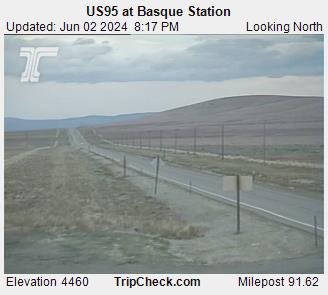 US95 at Basque Station
Updated: Jun 02 2024 8:17 PM Looking North
Elevation 4460 TripCheck.com Milepost 91.62